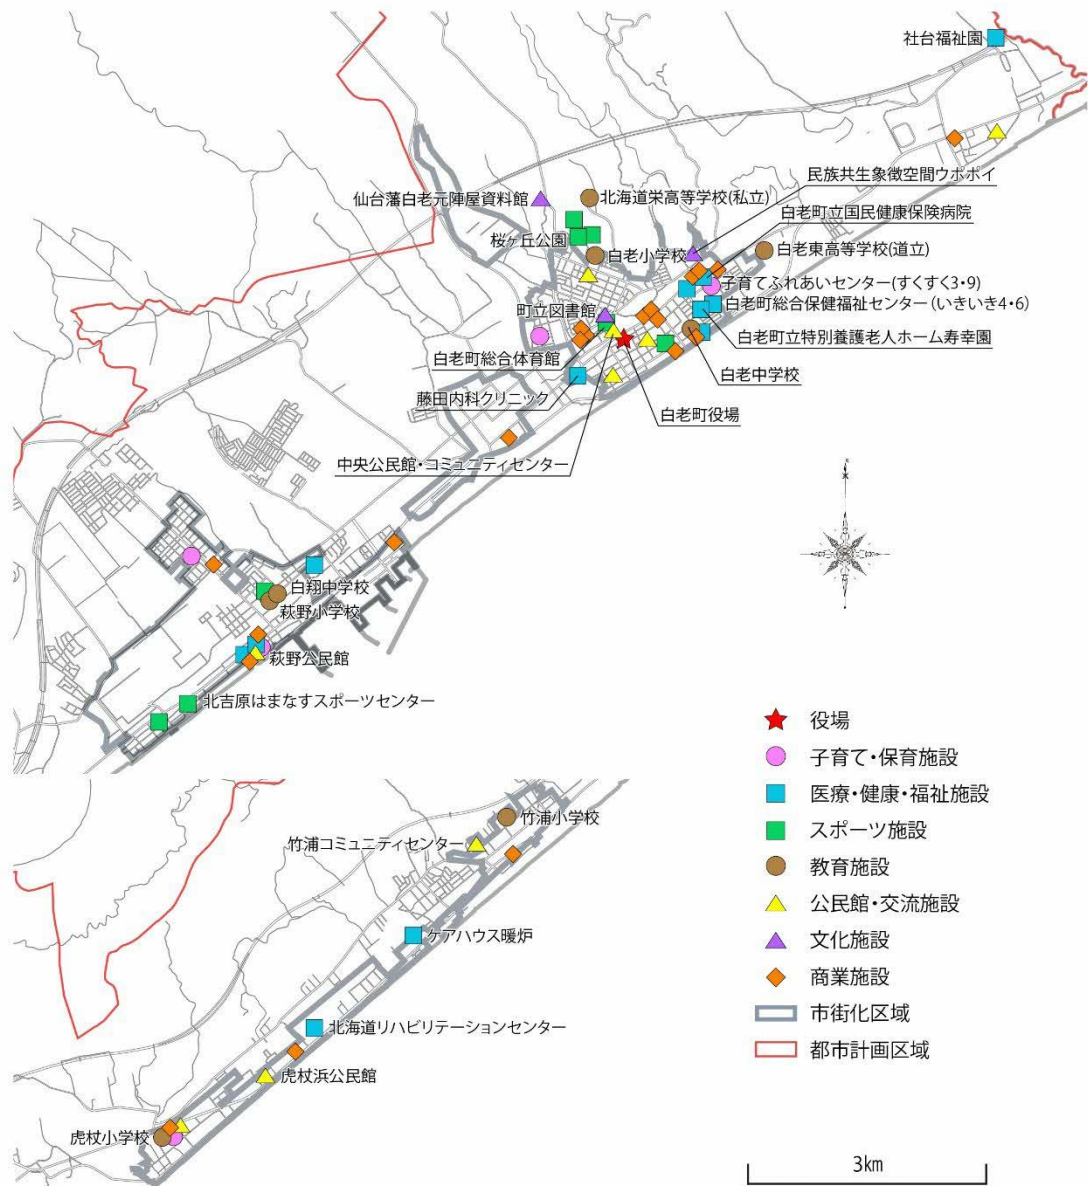 社台福祉園
民族共生象徴空間ウポポイ
仙台藩白老元陣屋資料館
北海道栄高等学校(私立)
白老町立国民健康保険病院
桜ヶ丘公園
白老小学校
白老東高等学校(道立)
子育てふれあいセンター(すくすく3・9)
町立図書館
白老町総合保健福祉センター(いきいき4・6)
白老町立特別養護老人ホーム寿幸園
白老町総合体育館
白老中学校
藤田内科クリニック
白老町役場
中央公民館・コミュニティセンター
白翔中学校
萩野小学校
萩野公民館
北吉原はまなすスポーツセンター
役場
子育て・保育施設
医療・健康・福祉施設
スポーツ施設
教育施設
公民館・交流施設
文化施設
商業施設
市街化区域
都市計画区域
竹浦小学校
竹浦コミュニティセンター
ケアハウス暖炉
北海道リハビリテーションセンター
虎杖浜公民館
虎杖小学校
3km